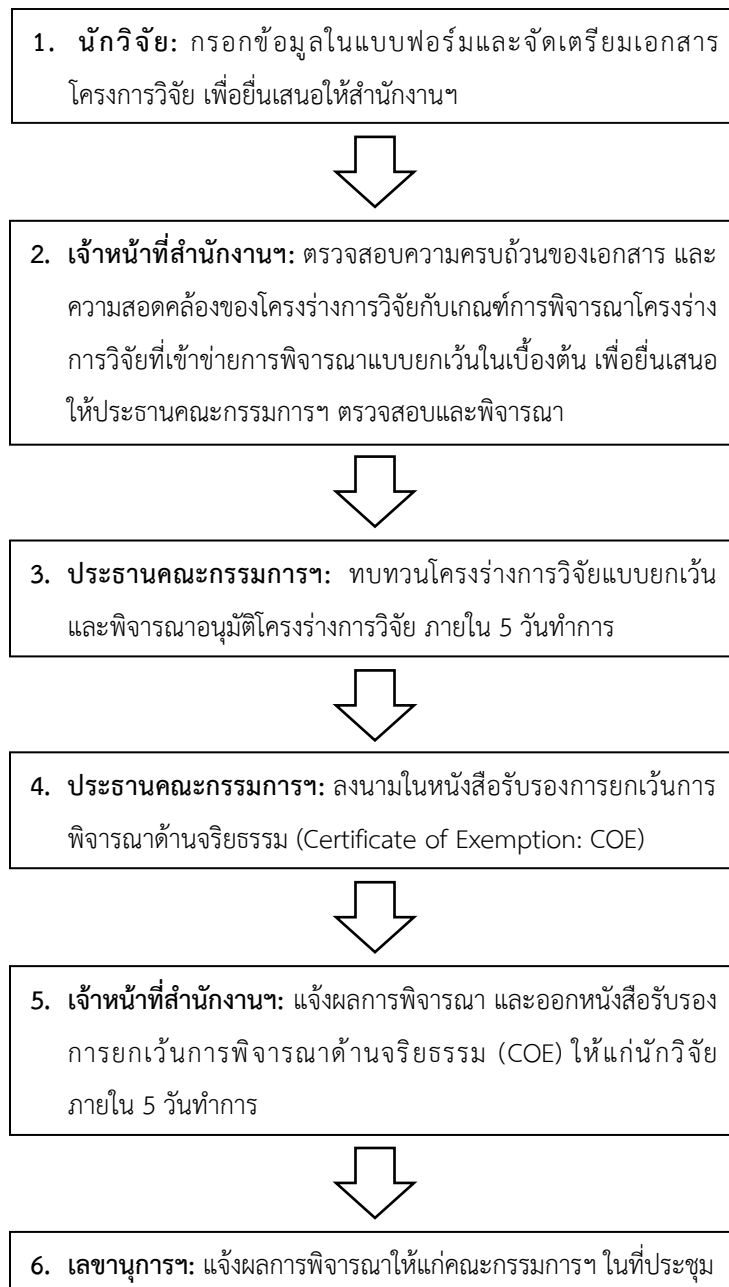 1. นักวิจัย: กรอกข้อมูลในแบบฟอร์มและจัดเตรียมเอกสาร
โครงการวิจัย เพื่อยื่นเสนอให้สำนักงานฯ
2. เจ้าหน้าที่สำนักงานฯ: ตรวจสอบความครบถ้วนของเอกสาร และ
ความสอดคล้องของโครงร่างการวิจัยกับเกณฑ์การพิจารณาโครงร่าง
การวิจัยที่เข้าข่ายการพิจารณาแบบยกเว้นในเบื้องต้น เพื่อยื่นเสนอ
ให้ประธานคณะกรรมการฯ ตรวจสอบและพิจารณา
3. ประธานคณะกรรมการฯ: ทบทวนโครงร่างการวิจัยแบบยกเว้น
และพิจารณาอนุมัติโครงร่างการวิจัย ภายใน 5 วันทำการ
4. ประธานคณะกรรมการฯ: ลงนามในหนังสือรับรองการยกเว้นการ
พิจารณาด้านจริยธรรม (Certificate of Exemption: COE)
5. เจ้าหน้าที่สำนักงานฯ: แจ้งผลการพิจารณา และออกหนังสือรับรอง
การยกเว้นการพิจารณาด้านจริยธรรม (COE) ให้แก่นักวิจัย
ภายใน 5 วันทำการ
6. เลขานุการฯ: แจ้งผลการพิจารณาให้แก่คณะกรรมการฯ ในที่ประชุม